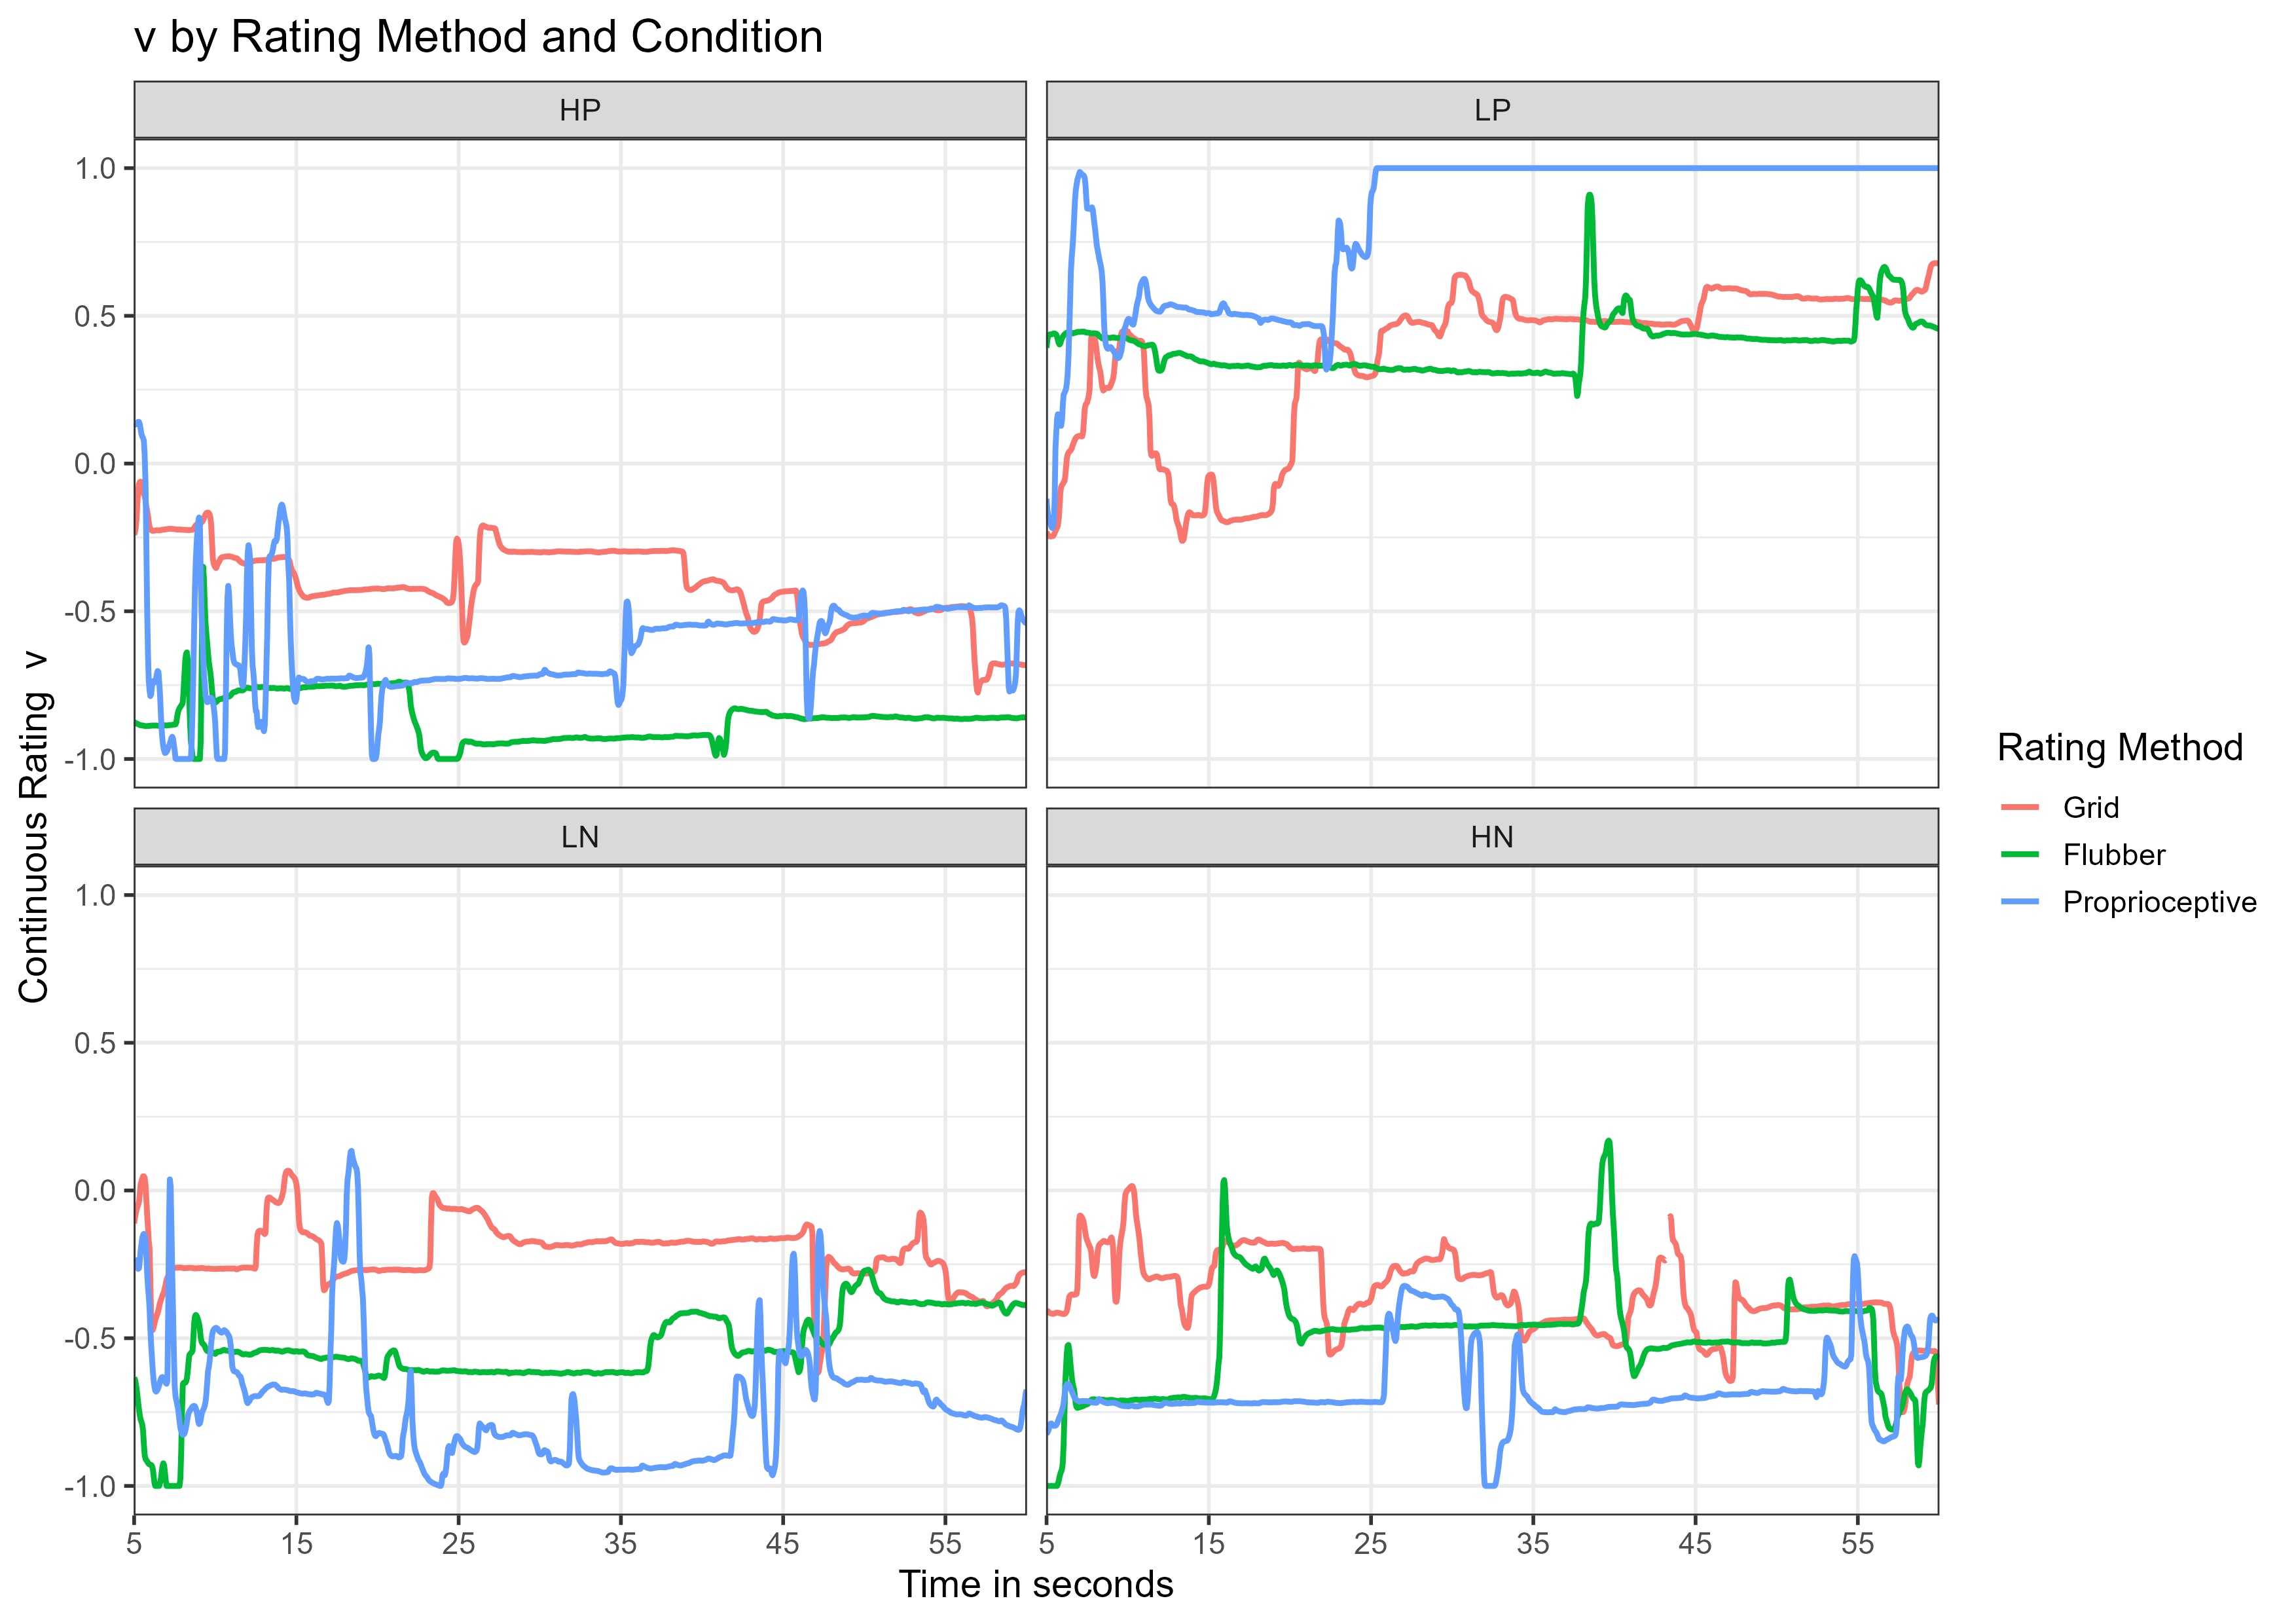 v by Rating Method and Condition
HP
LP
1.0
0.5
0.0
-0.5
-1.0
LN
HN
1.0
0.5
0.0
-0.5
-1.0
5 15 25 35 45 55
5 15 25 35 45 55
Time in seconds
Continuous Rating v
Rating Method
Grid
Flubber
Proprioceptive